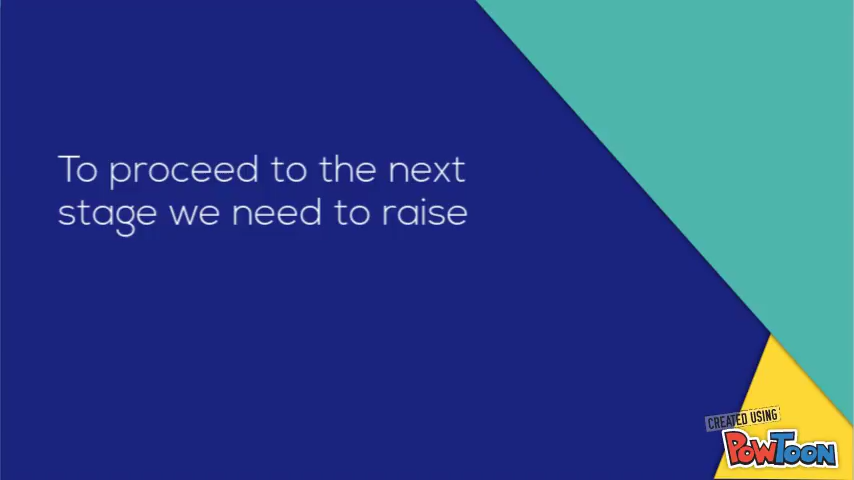 To proceed to the next
stage we need to raise
CREATED USING
POWTOON